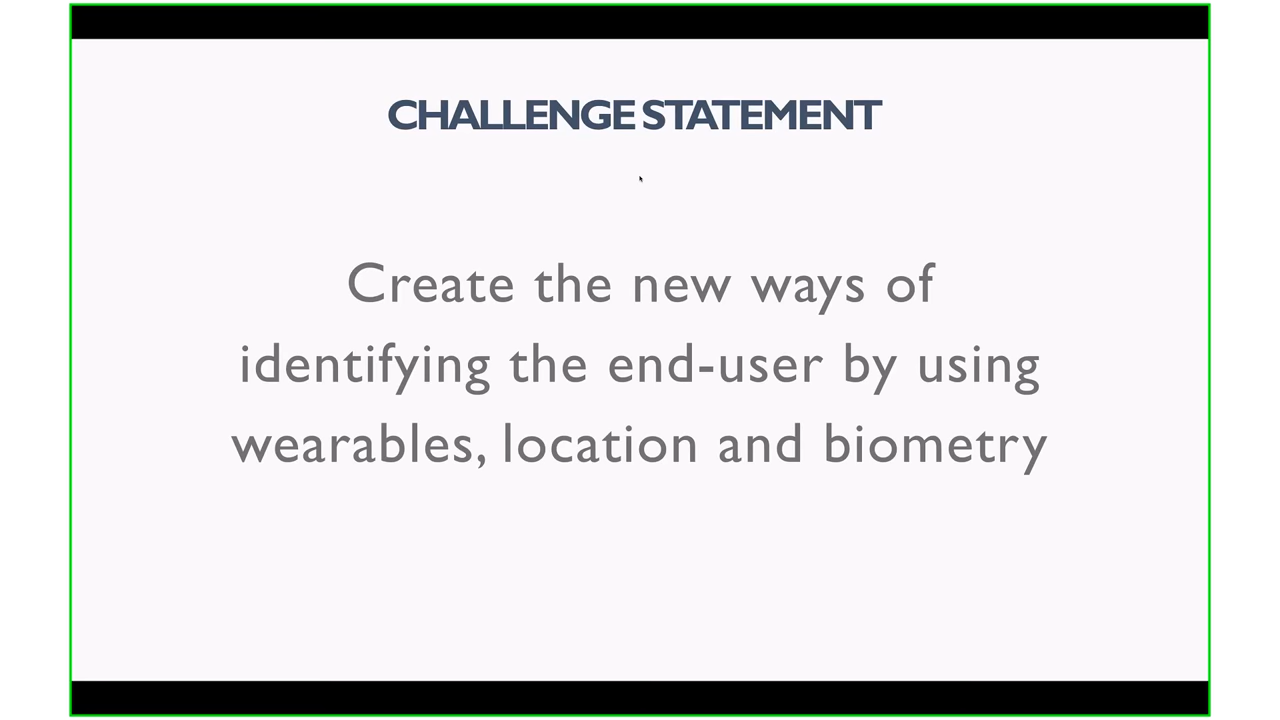 CHALLENGE STATEMENT
Create the new ways of
identifying the end-user by using
wearables, location and biometry